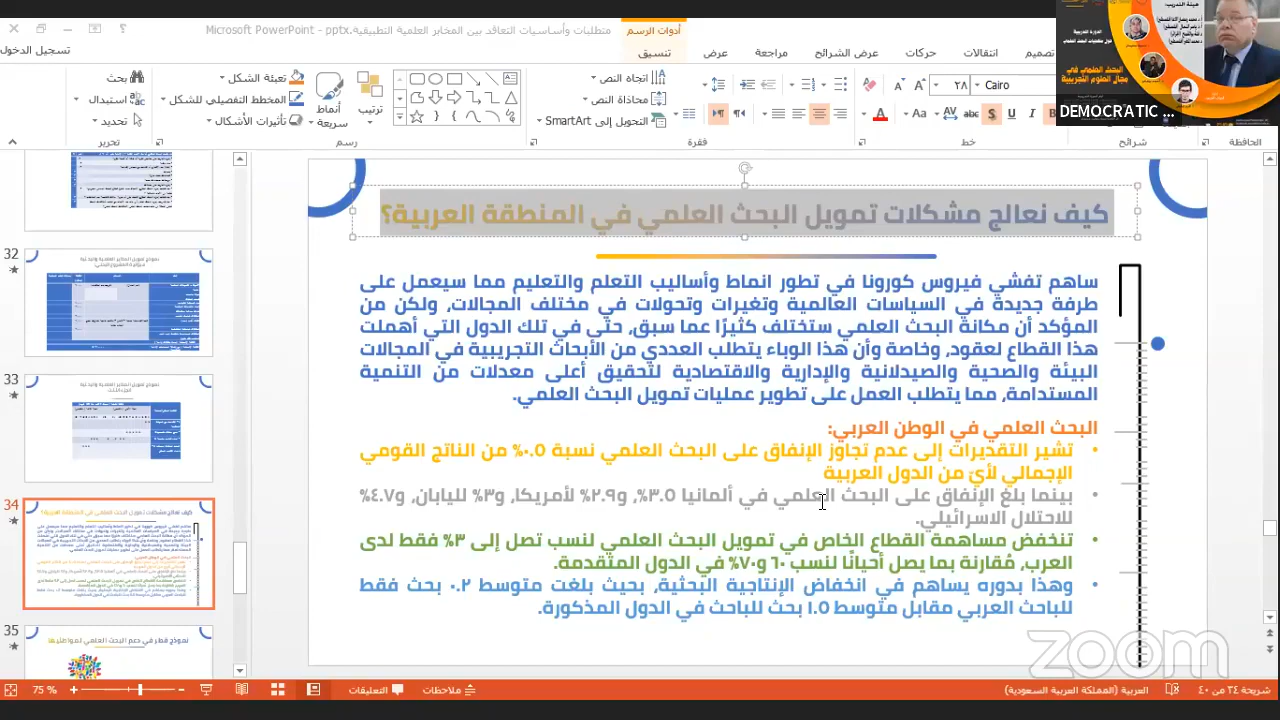 متطلبات وأساسيات التعاقد بين المخابر العلمية التطبيقية.pptx - Microsoft PowerPoint
أدوات الرسم
تسجيل الدخول
تصميم
انتقالات
حركات
عرض الشرائح
مراجعة
عرض
تنسيق
DEMOCRATIC ...
Cairo
٢٨
اتجاه النص
محاذاة النص
التحويل إلى SmartArt
ترتيب
أنماط سريعة
تعبئة الشكل
المخطط التفصيلي للشكل
تأثيرات الأشكال
بحث
استبدال
تحديد
الحافظة
شرائح
خط
فقرة
رسم
تحرير
كيف نعالج مشكلات تمويل البحث العلمي في المنطقة العربية؟
ساهم تفشي فيروس كورونا في تطور انماط وأساليب التعلم والتعليم مما سيعمل على
طرفة جديدة في السياسات العالمية وتغيرات وتحولات في مختلف المجالات، ولكن من
المؤكد أن مكانة البحث العلمي ستختلف كثيرًا عما سبق، حتى في تلك الدول التي أهملت
هذا القطاع لعقود، وخاصة وأن هذا الوباء يتطلب العددي من الأبحاث التجريبية في المجالات
البيئة والصحية والصيدلانية والإدارية والاقتصادية لتحقيق أعلى معدلات من التنمية
المستدامة، مما يتطلب العمل على تطوير عمليات تمويل البحث العلمي.
البحث العلمي في الوطن العربي:
• تشير التقديرات إلى عدم تجاوز الإنفاق على البحث العلمي نسبة ٠.٥% من الناتج القومي
الإجمالي لأيّ من الدول العربية
• بينما بلغ الإنفاق على البحث العلمي في ألمانيا ٣.٥%، و٢.٩% لأمريكا، و٣% لليابان، و٤.٧%
للاحتلال الاسرائيلي.
• تنخفض مساهمة القطاع الخاص في تمويل البحث العلمي لنسب تصل إلى ٣% فقط لدى
العرب، مُقارنة بما يصل أحيانًا لنسب ٦٠ و٧٠% في الدول المتقدمة.
• وهذا بدوره يساهم في انخفاض الإنتاجية البحثية، بحيث بلغ متوسط ٠.٢ بحث فقط
للباحث العربي مقابل متوسط ١.٥ بحث للباحث في الدول المذكورة.
32
33
34
كيف نعالج مشكلات تمويل البحث العلمي في المنطقة العربية؟
35
نموذج قطر في دعم البحث العلمي لمواطنيها
zoom
شريحة ٣٤ من ٤٠
العربية (المملكة العربية السعودية)
ملاحظات
التعليقات
75 %